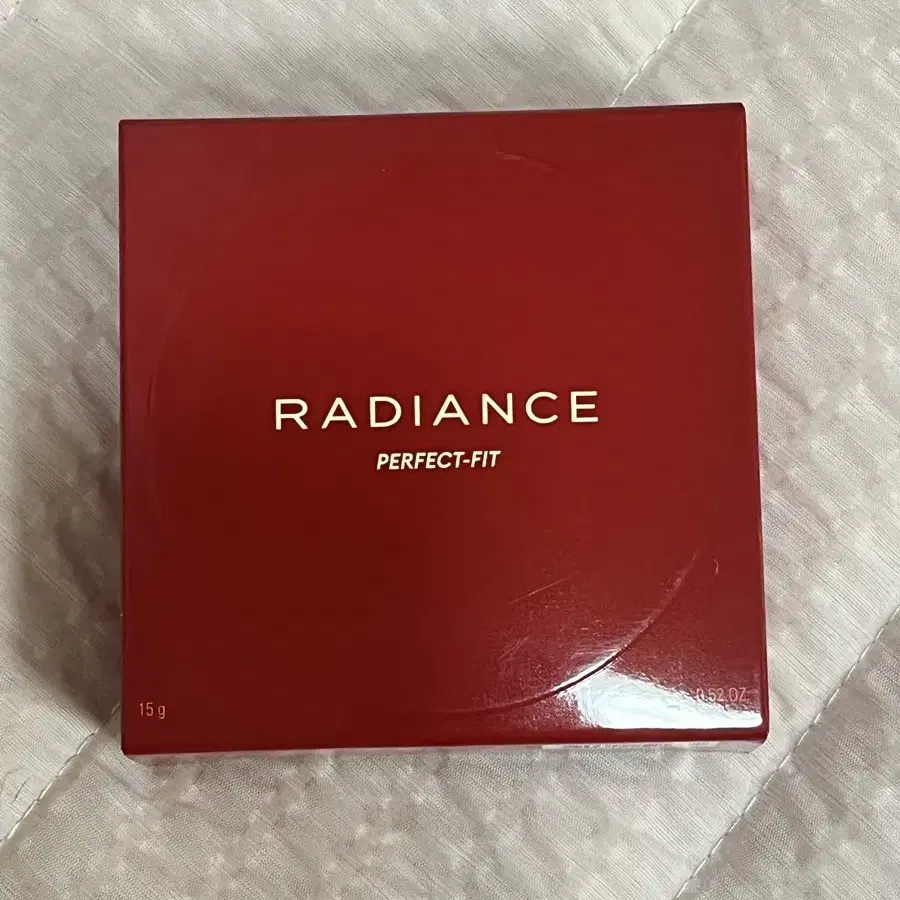 RADIANCE
PERFECT-FIT
15 g
0.52 OZ